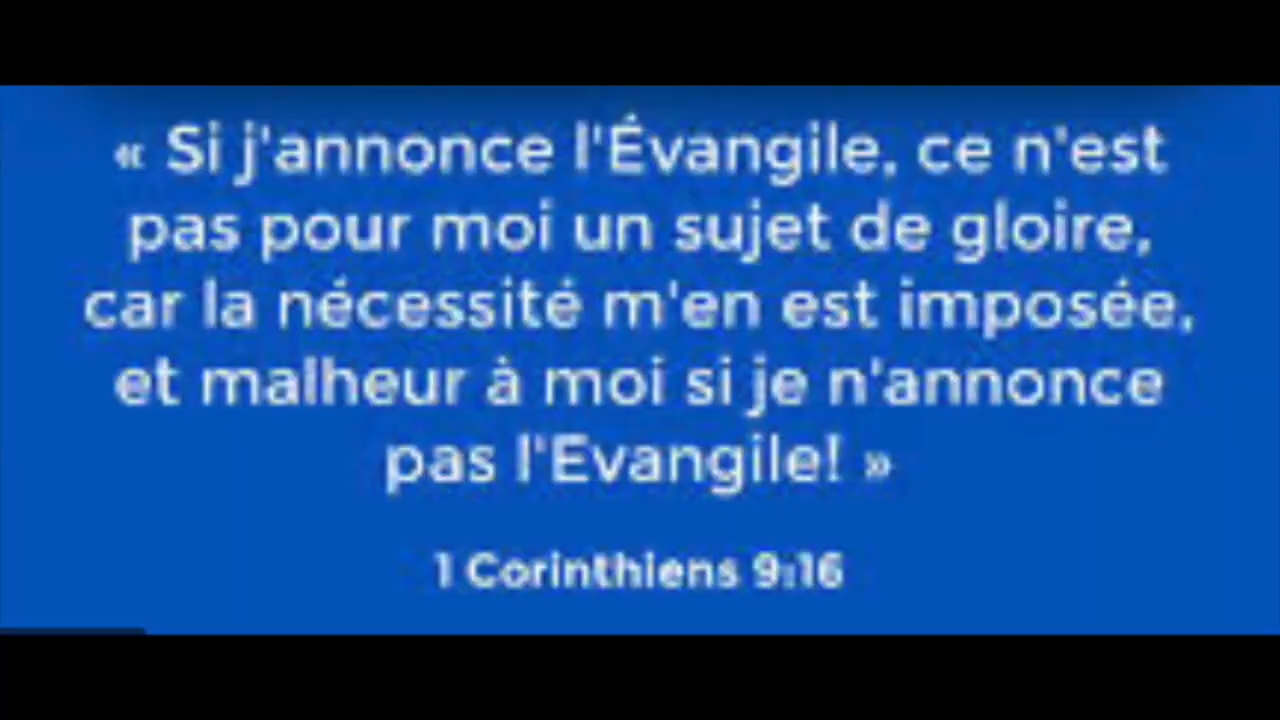 « Si j'annonce l'Évangile, ce n'est
pas pour moi un sujet de gloire,
car la nécessité m'en est imposée,
et malheur à moi si je n'annonce
pas l'Evangile! »
1 Corinthiens 9:16